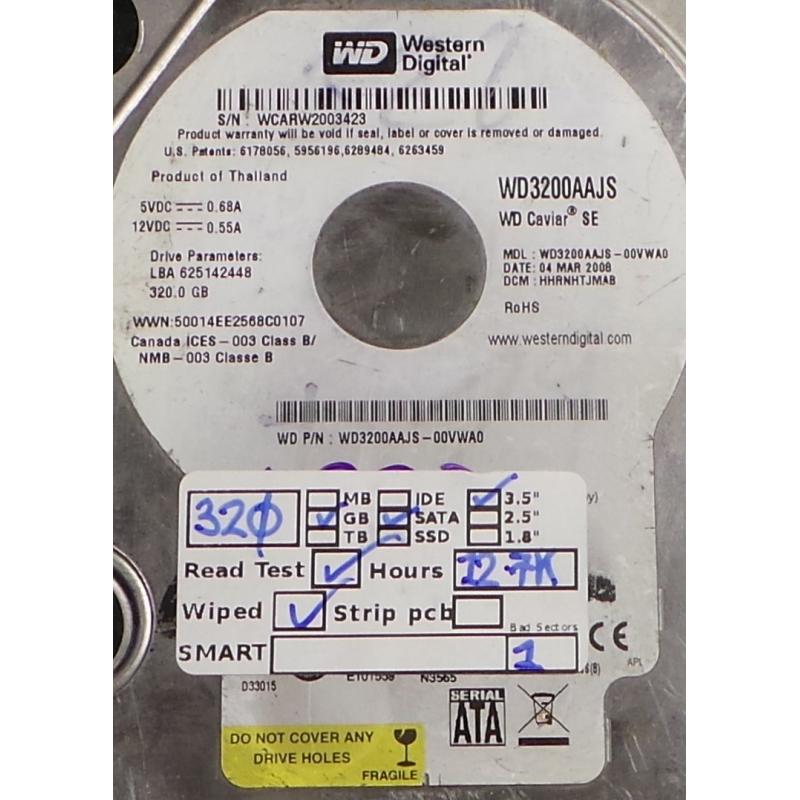 WD Western
Digital
S/N : WCARW2003423
Product warranty will be void if seal, label or cover is removed or damaged.
U.S. Patents: 6178056, 5956196,6289484, 6263459
Product of Thailand
WD3200AAJS
WD Caviar® SE
5VDC 0.68A
12VDC 0.55A
Drive Parameters:
LBA 625142448
320.0 GB
MDL : WD3200AAJS-00VWA0
DATE: 04 MAR 2008
DCM : HHRNHTJMAB
RoHS
WWN:50014EE2568C0107
Canada ICES-003 Class B/
NMB-003 Classe B
www.westerndigital.com
WD P/N : WD3200AAJS-00VWA0
320 MB IDE 3.5"
GB SATA 2.5"
TB SSD 1.8"
Read Test Hours 12.7K
Wiped Strip pcb
Bad Sectors
SMART 1
CE
APL
D33015 E101559 N3565
SERIAL
ATA
DO NOT COVER ANY
DRIVE HOLES
FRAGILE